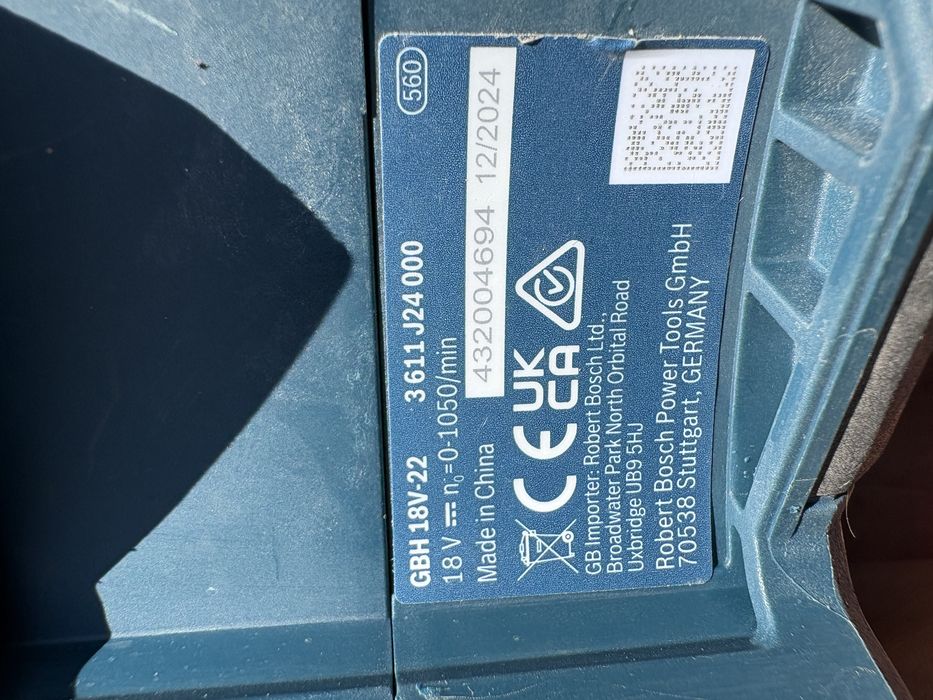 GBH 18V-22 3 611 J24 000 560
18 V n₀=0-1050/min
Made in China 432004694 12/2024
CE UK CA
GB Importer: Robert Bosch Ltd.,
Broadwater Park North Orbital Road
Uxbridge UB9 5HJ
Robert Bosch Power Tools GmbH
70538 Stuttgart, GERMANY